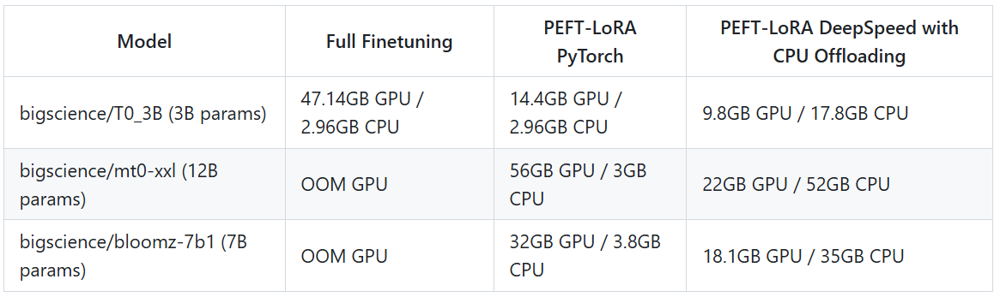 Model
Full Finetuning
PEFT-LoRA
PyTorch
PEFT-LoRA DeepSpeed with
CPU Offloading
bigscience/T0_3B (3B params)
47.14GB GPU /
2.96GB CPU
14.4GB GPU /
2.96GB CPU
9.8GB GPU / 17.8GB CPU
bigscience/mt0-xxl (12B
params)
OOM GPU
56GB GPU / 3GB
CPU
22GB GPU / 52GB CPU
bigscience/bloomz-7b1 (7B
params)
OOM GPU
32GB GPU / 3.8GB
CPU
18.1GB GPU / 35GB CPU